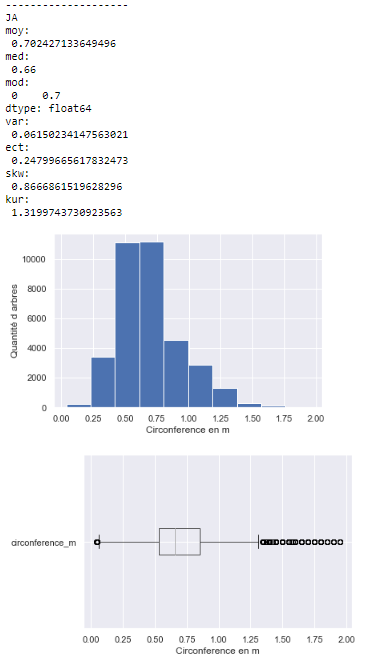 --------------------
JA
moy:
0.702427133649496
med:
0.66
mod:
0    0.7
dtype: float64
var:
0.06150234147563021
ect:
0.24799665617832473
skw:
0.8666861519628296
kur:
1.3199743730923563
10000
8000
6000
4000
2000
0
Quantité d arbres
0.00 0.25 0.50 0.75 1.00 1.25 1.50 1.75 2.00
Circonference en m
circonference_m
0.00 0.25 0.50 0.75 1.00 1.25 1.50 1.75 2.00
Circonference en m